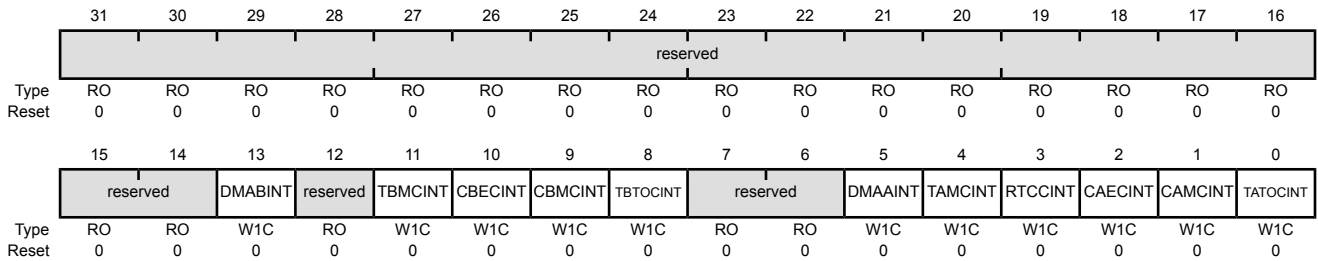 31 30 29 28 27 26 25 24 23 22 21 20 19 18 17 16
reserved
Type RO RO RO RO RO RO RO RO RO RO RO RO RO RO RO RO
Reset 0 0 0 0 0 0 0 0 0 0 0 0 0 0 0 0
15 14 13 12 11 10 9 8 7 6 5 4 3 2 1 0
reserved DMABINT reserved TBMCINT CBECINT CBMCINT TBTOCINT reserved DMAAINT TAMCINT RTCCINT CAECINT CAMCINT TATOCINT
Type RO RO W1C RO W1C W1C W1C W1C RO RO W1C W1C W1C W1C W1C W1C
Reset 0 0 0 0 0 0 0 0 0 0 0 0 0 0 0 0